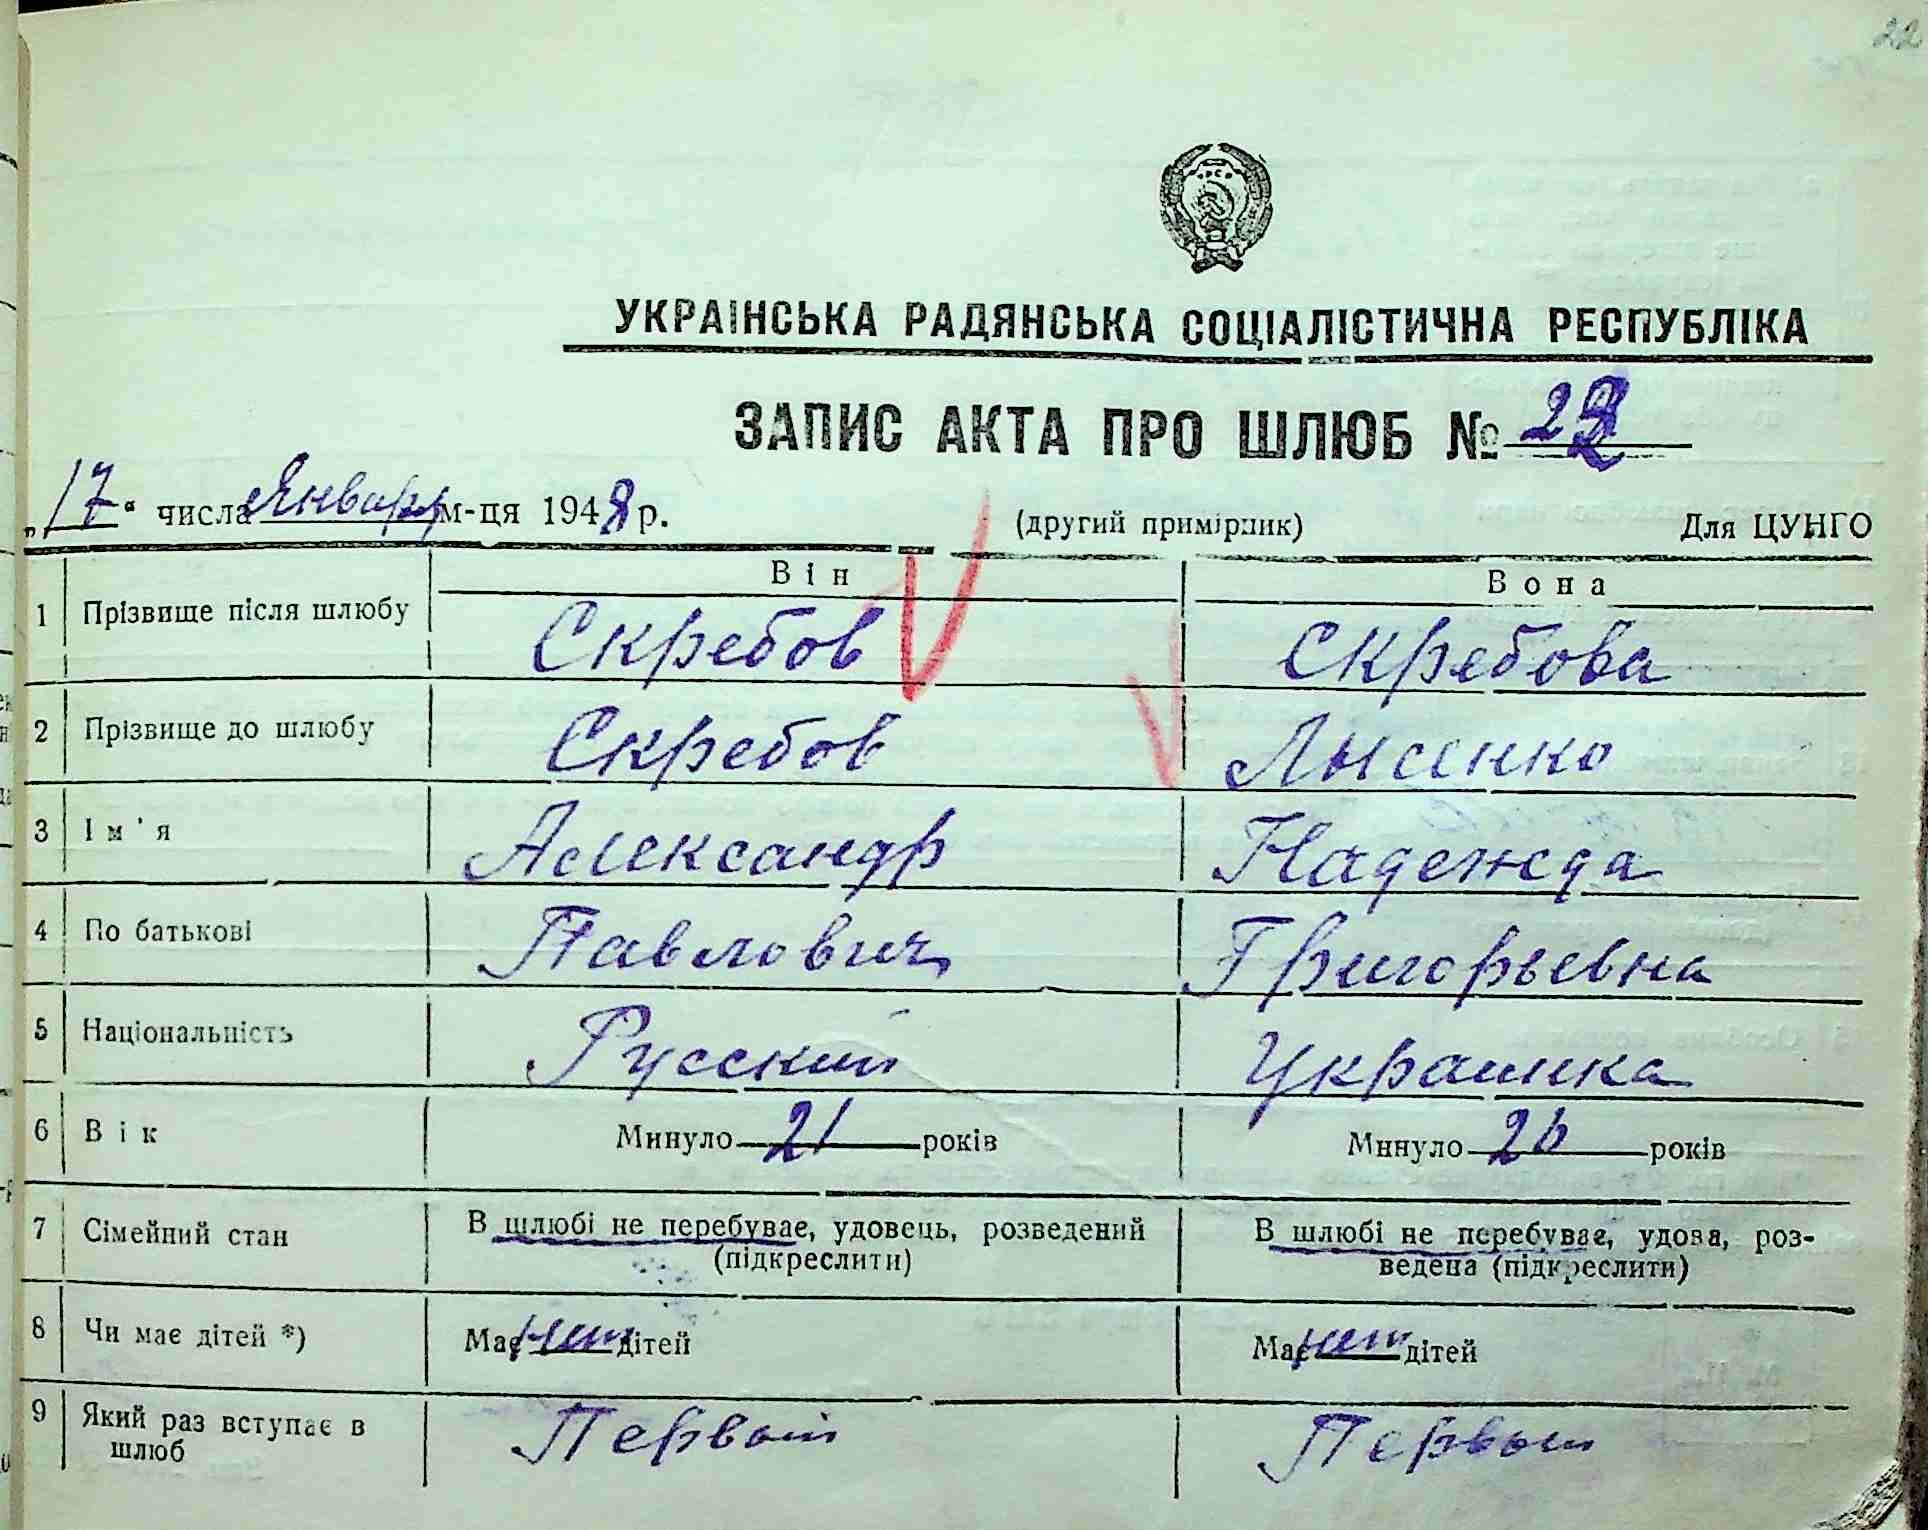 22
УКРАЇНСЬКА РАДЯНСЬКА СОЦІАЛІСТИЧНА РЕСПУБЛІКА
ЗАПИС АКТА ПРО ШЛЮБ № 22
„17“ числа Января м-ця 1948 р. (другий примірник) Для ЦУНГО
Він Вона
1 Прізвище після шлюбу Скребов Скребова
2 Прізвище до шлюбу Скребов Лысенко
3 Ім'я Александр Надежда
4 По батькові Павлович Григорьевна
5 Національність Русский Украинка
6 Вік Минуло 21 років Минуло 26 років
7 Сімейний стан В шлюбі не перебуває, удовець, розведений (підкреслити) В шлюбі не перебуває, удова, роз-
ведена (підкреслити)
8 Чи має дітей *) Має нет дітей Має нет дітей
9 Який раз вступає в шлюб Первый Первый